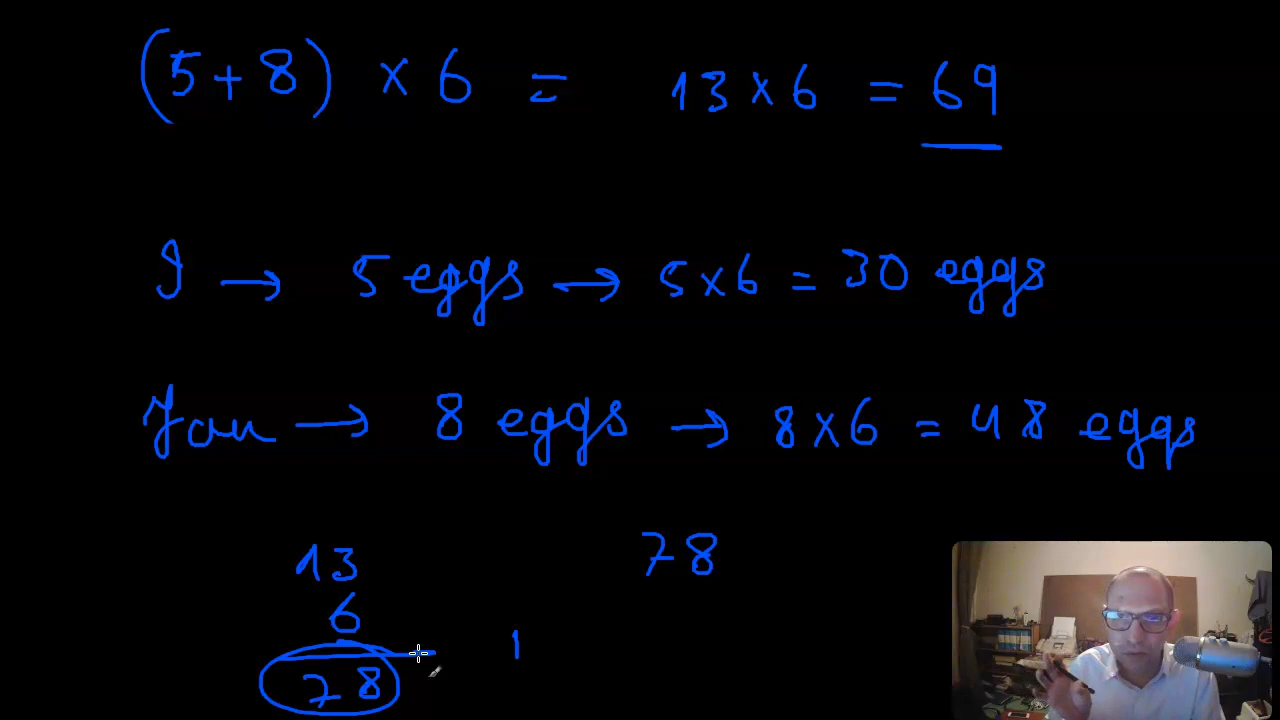 (5+8) × 6 = 13 × 6 = 69
I → 5 eggs → 5 × 6 = 30 eggs
You → 8 eggs → 8 × 6 = 48 eggs
13
78
6
1
78